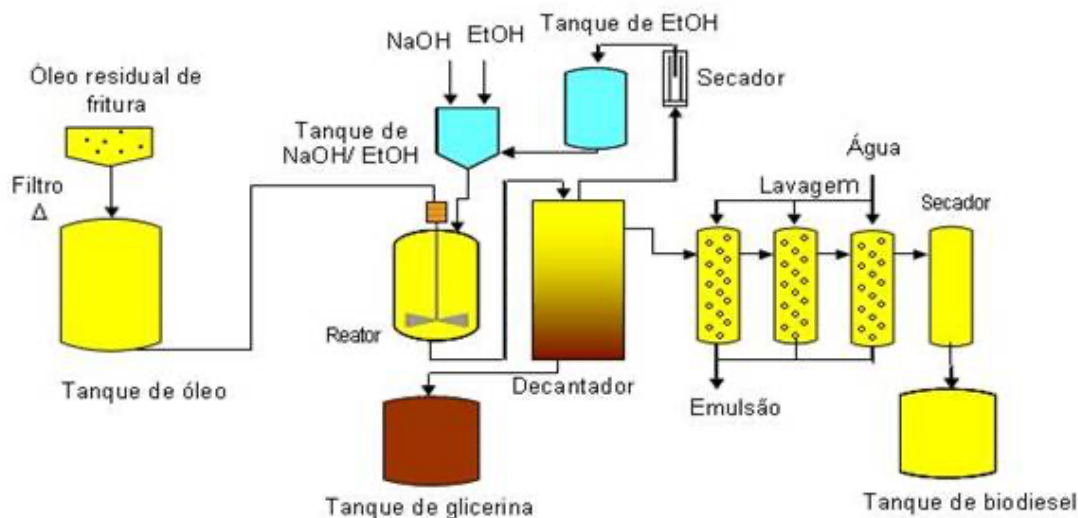 Óleo residual de
fritura
Filtro
Δ
Tanque de óleo
NaOH
EtOH
Tanque de
NaOH/ EtOH
Tanque de EtOH
Secador
Reator
Decantador
Tanque de glicerina
Água
Lavagem
Secador
Emulsão
Tanque de biodiesel